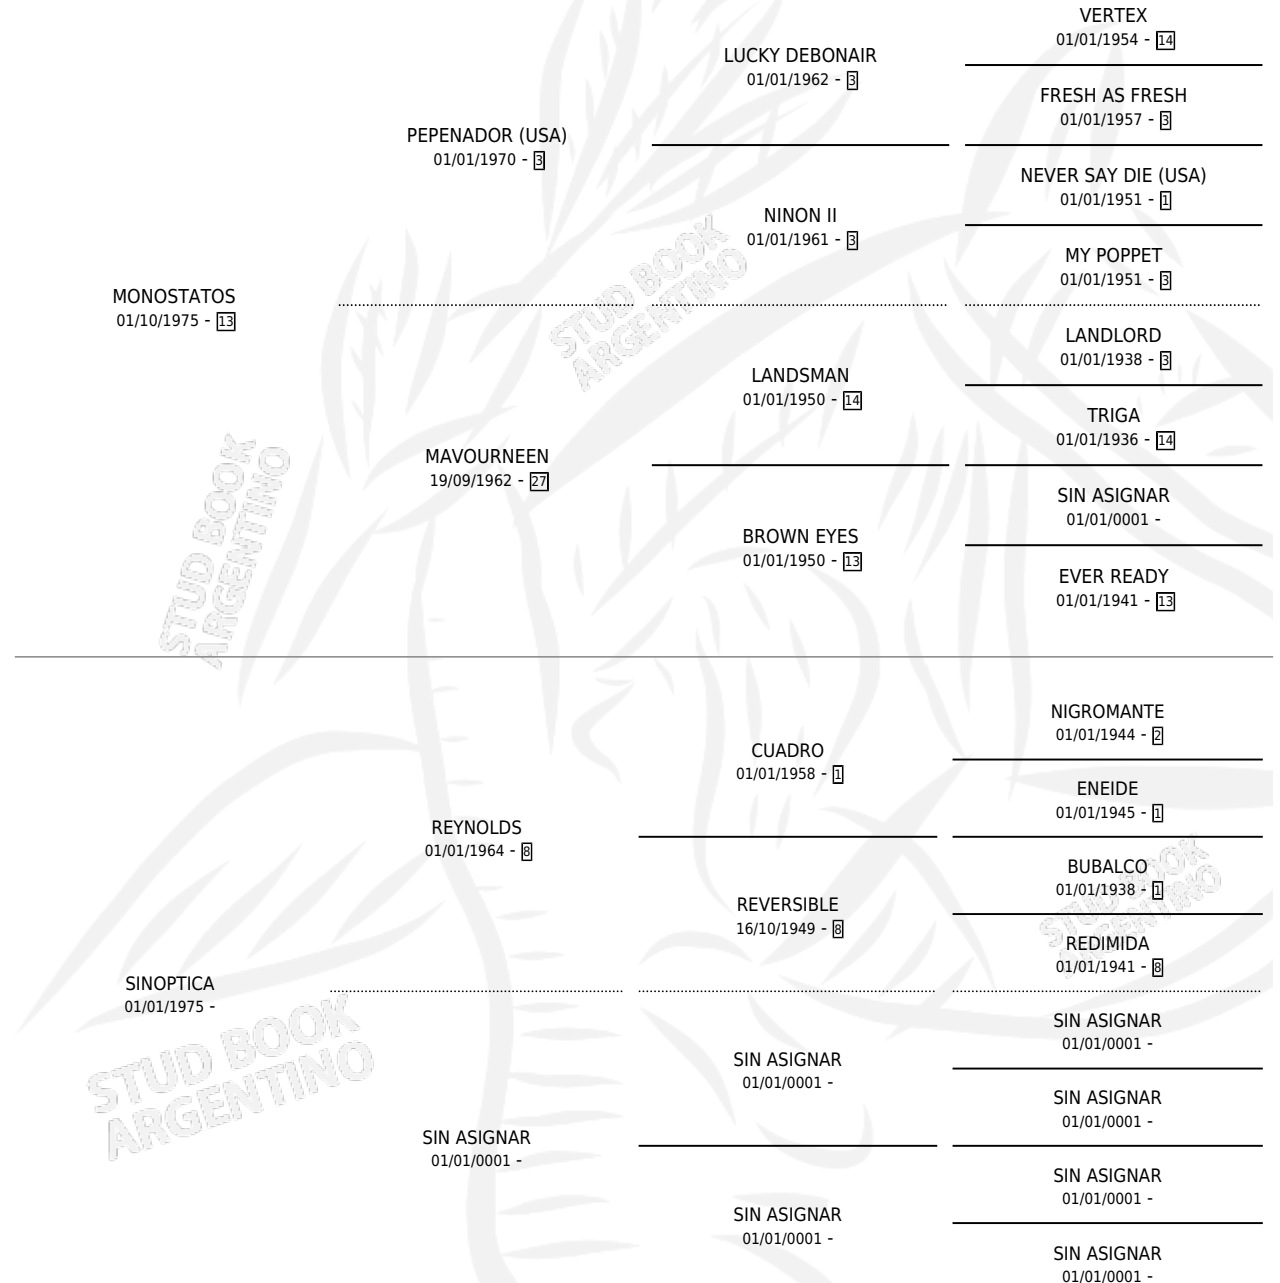 VERTEX
01/01/1954 - 14
LUCKY DEBONAIR
01/01/1962 - 3
FRESH AS FRESH
01/01/1957 - 3
PEPENADOR (USA)
01/01/1970 - 3
NEVER SAY DIE (USA)
01/01/1951 - 1
NINON II
01/01/1961 - 3
MY POPPET
01/01/1951 - 3
MONOSTATOS
01/10/1975 - 13
LANDLORD
01/01/1938 - 3
LANDSMAN
01/01/1950 - 14
TRIGA
01/01/1936 - 14
MAVOURNEEN
19/09/1962 - 27
SIN ASIGNAR
01/01/0001 -
BROWN EYES
01/01/1950 - 13
EVER READY
01/01/1941 - 13
NIGROMANTE
01/01/1944 - 2
CUADRO
01/01/1958 - 1
ENEIDE
01/01/1945 - 1
REYNOLDS
01/01/1964 - 8
BUBALCO
01/01/1938 - 1
REVERSIBLE
16/10/1949 - 8
REDIMIDA
01/01/1941 - 8
SINOPTICA
01/01/1975 -
SIN ASIGNAR
01/01/0001 -
SIN ASIGNAR
01/01/0001 -
SIN ASIGNAR
01/01/0001 -
SIN ASIGNAR
01/01/0001 -
SIN ASIGNAR
01/01/0001 -
SIN ASIGNAR
01/01/0001 -
SIN ASIGNAR
01/01/0001 -
STUD BOOK
ARGENTINO
STUD BOOK
ARGENTINO
STUD BOOK
ARGENTINO
STUD BOOK
ARGENTINO